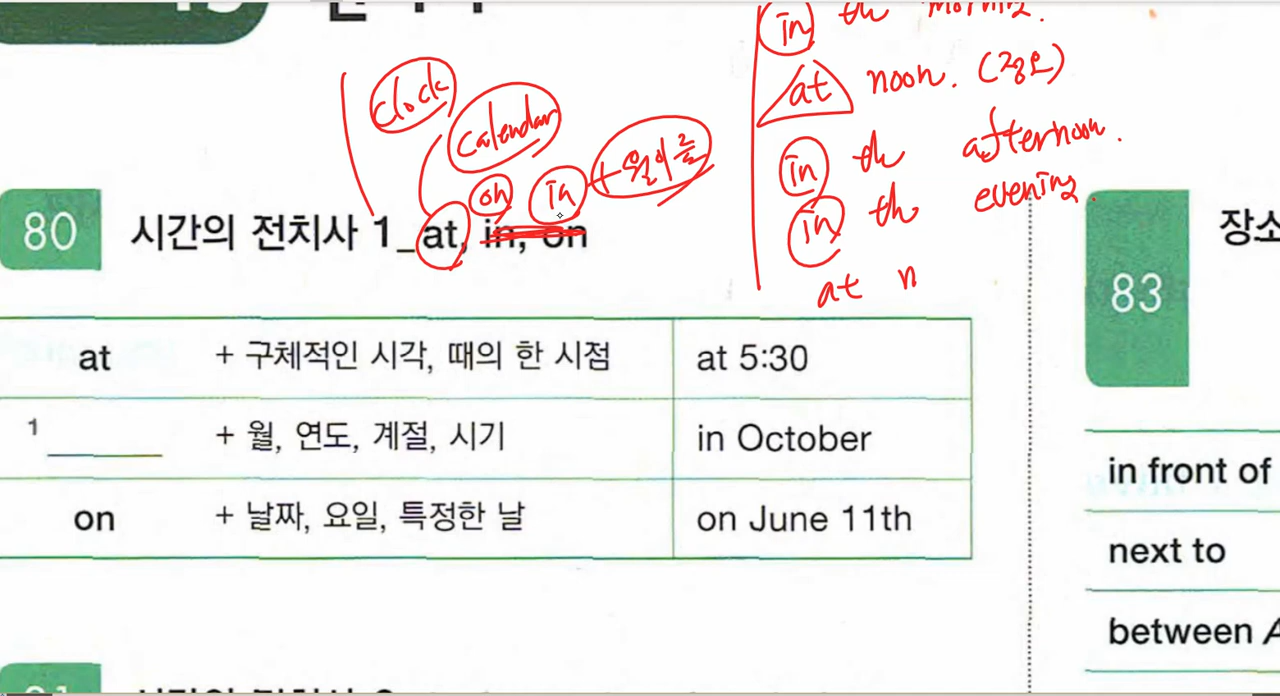 in the morning.
at noon. (정오)
in the afternoon.
in the evening.
at n
clock
calendar
on in + 월이름
80 시간의 전치사 1_at, in, on
at + 구체적인 시각, 때의 한 시점 at 5:30
1 ______ + 월, 연도, 계절, 시기 in October
on + 날짜, 요일, 특정한 날 on June 11th
83 장소
in front of
next to
between A